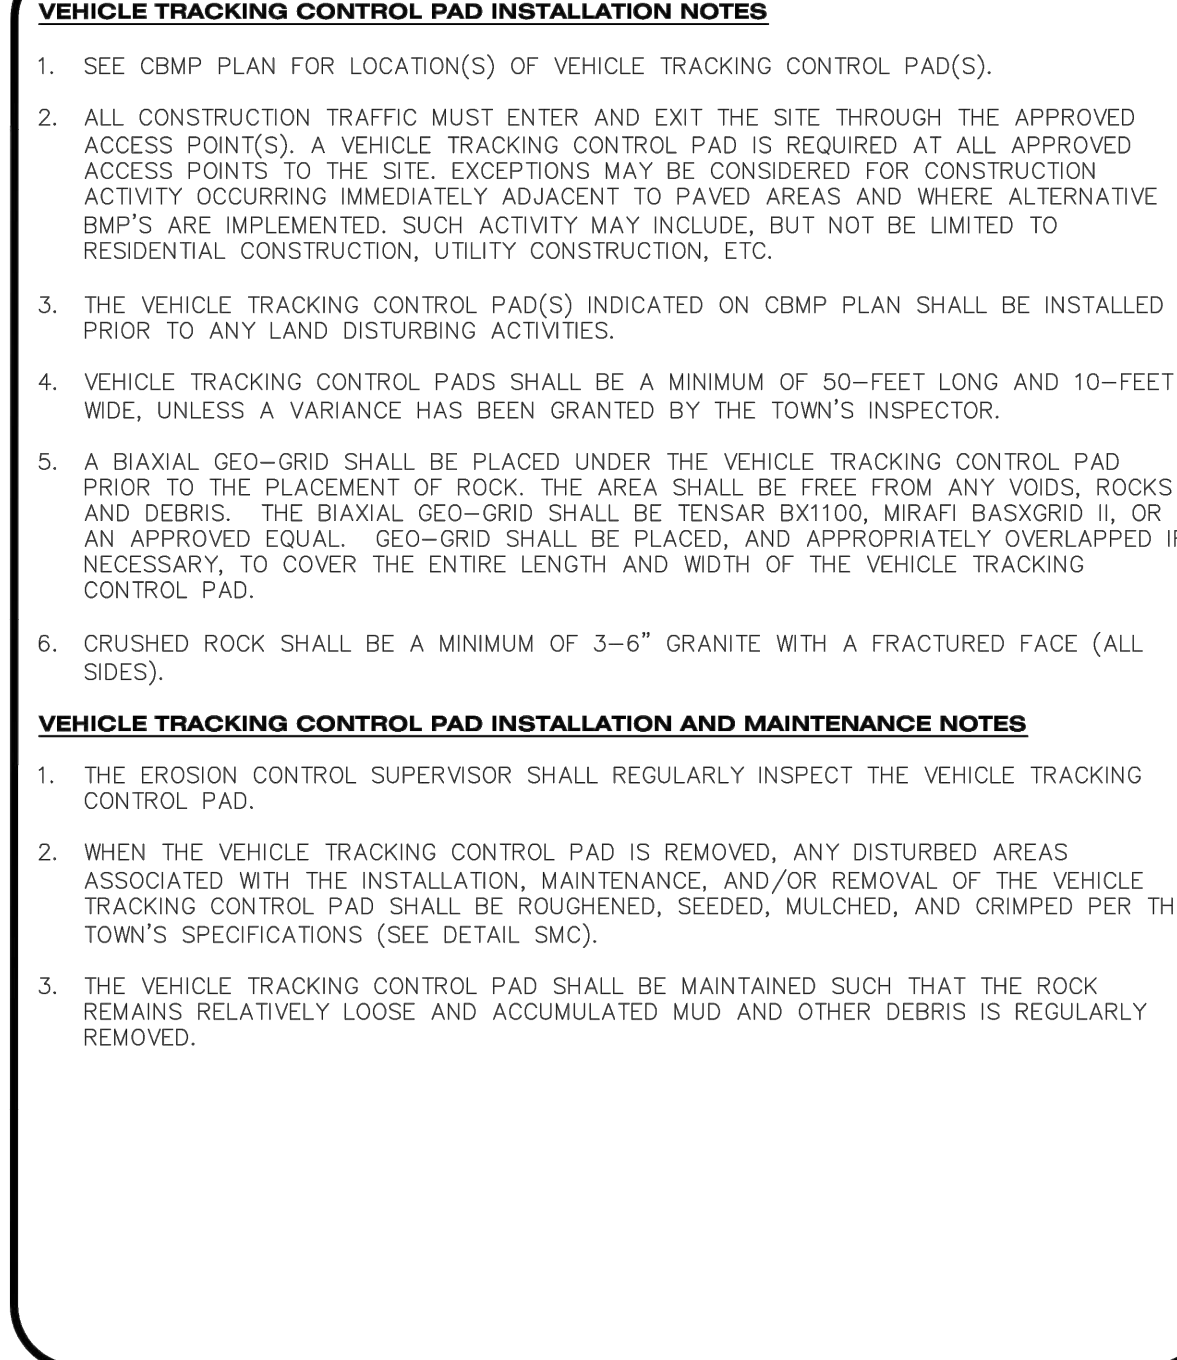 VEHICLE TRACKING CONTROL PAD INSTALLATION NOTES
1. SEE CBMP PLAN FOR LOCATION(S) OF VEHICLE TRACKING CONTROL PAD(S).
2. ALL CONSTRUCTION TRAFFIC MUST ENTER AND EXIT THE SITE THROUGH THE APPROVED
ACCESS POINT(S). A VEHICLE TRACKING CONTROL PAD IS REQUIRED AT ALL APPROVED
ACCESS POINTS TO THE SITE. EXCEPTIONS MAY BE CONSIDERED FOR CONSTRUCTION
ACTIVITY OCCURRING IMMEDIATELY ADJACENT TO PAVED AREAS AND WHERE ALTERNATIVE
BMP'S ARE IMPLEMENTED. SUCH ACTIVITY MAY INCLUDE, BUT NOT BE LIMITED TO
RESIDENTIAL CONSTRUCTION, UTILITY CONSTRUCTION, ETC.
3. THE VEHICLE TRACKING CONTROL PAD(S) INDICATED ON CBMP PLAN SHALL BE INSTALLED
PRIOR TO ANY LAND DISTURBING ACTIVITIES.
4. VEHICLE TRACKING CONTROL PADS SHALL BE A MINIMUM OF 50-FEET LONG AND 10-FEET
WIDE, UNLESS A VARIANCE HAS BEEN GRANTED BY THE TOWN'S INSPECTOR.
5. A BIAXIAL GEO-GRID SHALL BE PLACED UNDER THE VEHICLE TRACKING CONTROL PAD
PRIOR TO THE PLACEMENT OF ROCK. THE AREA SHALL BE FREE FROM ANY VOIDS, ROCKS
AND DEBRIS. THE BIAXIAL GEO-GRID SHALL BE TENSAR BX1100, MIRAFI BASXGRID II, OR
AN APPROVED EQUAL. GEO-GRID SHALL BE PLACED, AND APPROPRIATELY OVERLAPPED IF
NECESSARY, TO COVER THE ENTIRE LENGTH AND WIDTH OF THE VEHICLE TRACKING
CONTROL PAD.
6. CRUSHED ROCK SHALL BE A MINIMUM OF 3-6" GRANITE WITH A FRACTURED FACE (ALL
SIDES).
VEHICLE TRACKING CONTROL PAD INSTALLATION AND MAINTENANCE NOTES
1. THE EROSION CONTROL SUPERVISOR SHALL REGULARLY INSPECT THE VEHICLE TRACKING
CONTROL PAD.
2. WHEN THE VEHICLE TRACKING CONTROL PAD IS REMOVED, ANY DISTURBED AREAS
ASSOCIATED WITH THE INSTALLATION, MAINTENANCE, AND/OR REMOVAL OF THE VEHICLE
TRACKING CONTROL PAD SHALL BE ROUGHENED, SEEDED, MULCHED, AND CRIMPED PER TH
TOWN'S SPECIFICATIONS (SEE DETAIL SMC).
3. THE VEHICLE TRACKING CONTROL PAD SHALL BE MAINTAINED SUCH THAT THE ROCK
REMAINS RELATIVELY LOOSE AND ACCUMULATED MUD AND OTHER DEBRIS IS REGULARLY
REMOVED.